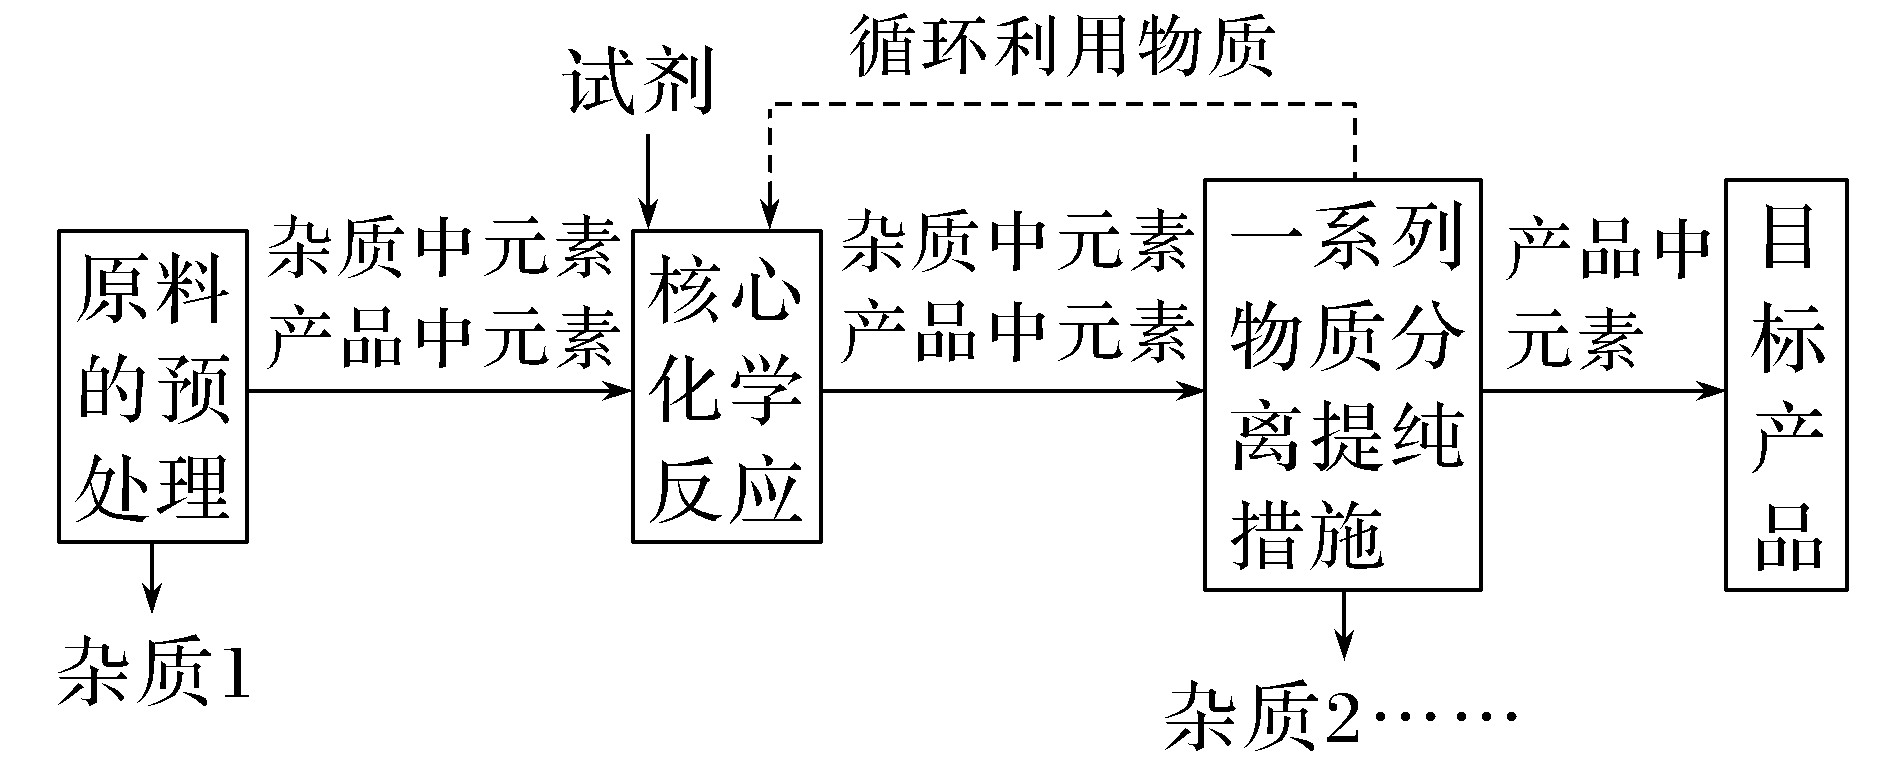 循环利用物质
试剂
原料
的预
处理
杂质中元素
产品中元素
核心
化学
反应
杂质中元素
产品中元素
一系列
物质分
离提纯
措施
产品中
元素
目
标
产
品
杂质1
杂质2……